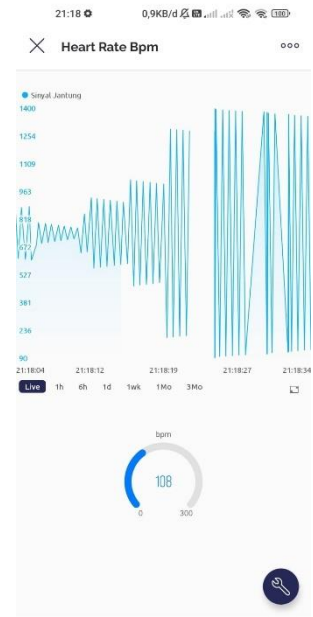 21:18 0,9KB/d 100
Heart Rate Bpm
Sinyal Jantung
1400
1254
1109
963
818
672
527
381
236
90
21:18:04 21:18:12 21:18:19 21:18:27 21:18:34
Live 1h 6h 1d 1wk 1Mo 3Mo
bpm
108
0 300